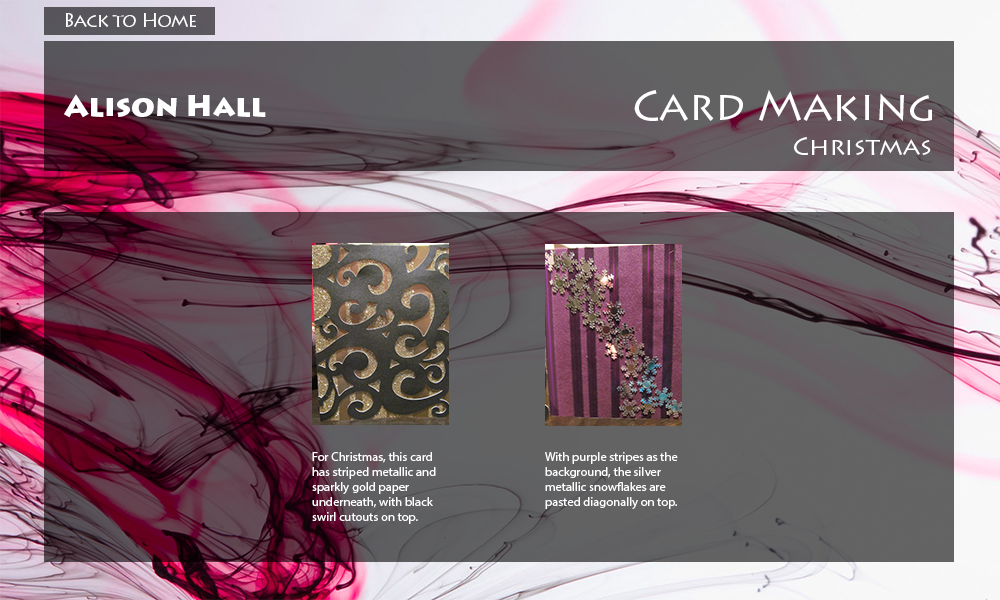 Back to Home
Alison Hall
Card Making
Christmas
For Christmas, this card
has striped metallic and
sparkly gold paper
underneath, with black
swirl cutouts on top.
With purple stripes as the
background, the silver
metallic snowflakes are
pasted diagonally on top.